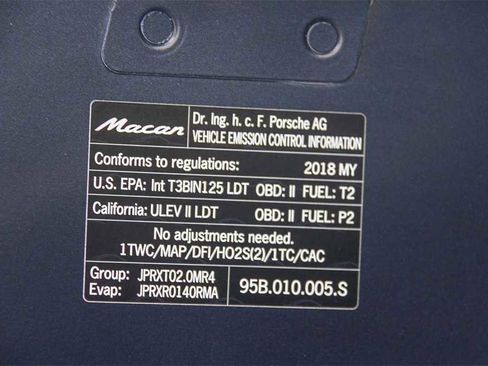 Macan
Dr. Ing. h. c. F. Porsche AG
VEHICLE EMISSION CONTROL INFORMATION
Conforms to regulations: 2018 MY
U.S. EPA: Int T3BIN125 LDT OBD: II FUEL: T2
California: ULEV II LDT OBD: II FUEL: P2
No adjustments needed.
1TWC/MAP/DFI/HO2S(2)/1TC/CAC
Group: JPRXT02.0MR4
Evap: JPRXR0140RMA
95B.010.005.S